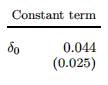 Constant term
δ₀ 0.044
(0.025)